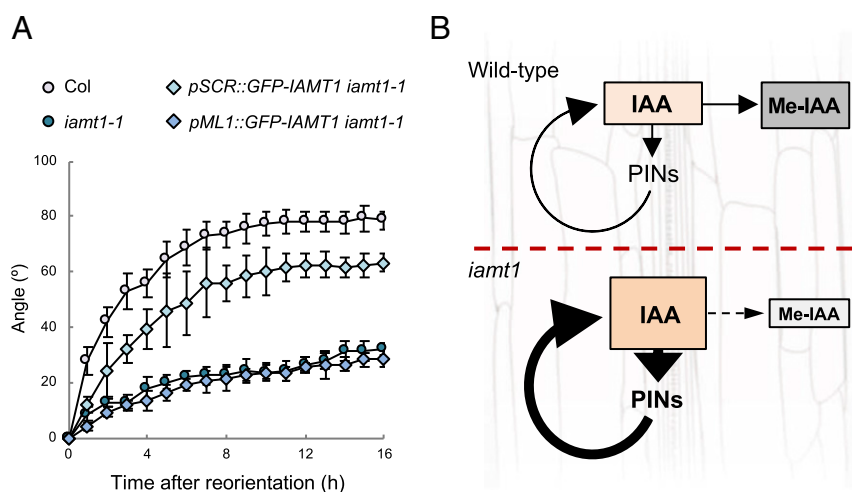 A
B
Col
pSCR::GFP-IAMT1 iamt1-1
iamt1-1
pML1::GFP-IAMT1 iamt1-1
100
80
60
40
20
0
Angle (º)
0 4 8 12 16
Time after reorientation (h)
Wild-type
IAA
Me-IAA
PINs
iamt1
IAA
Me-IAA
PINs